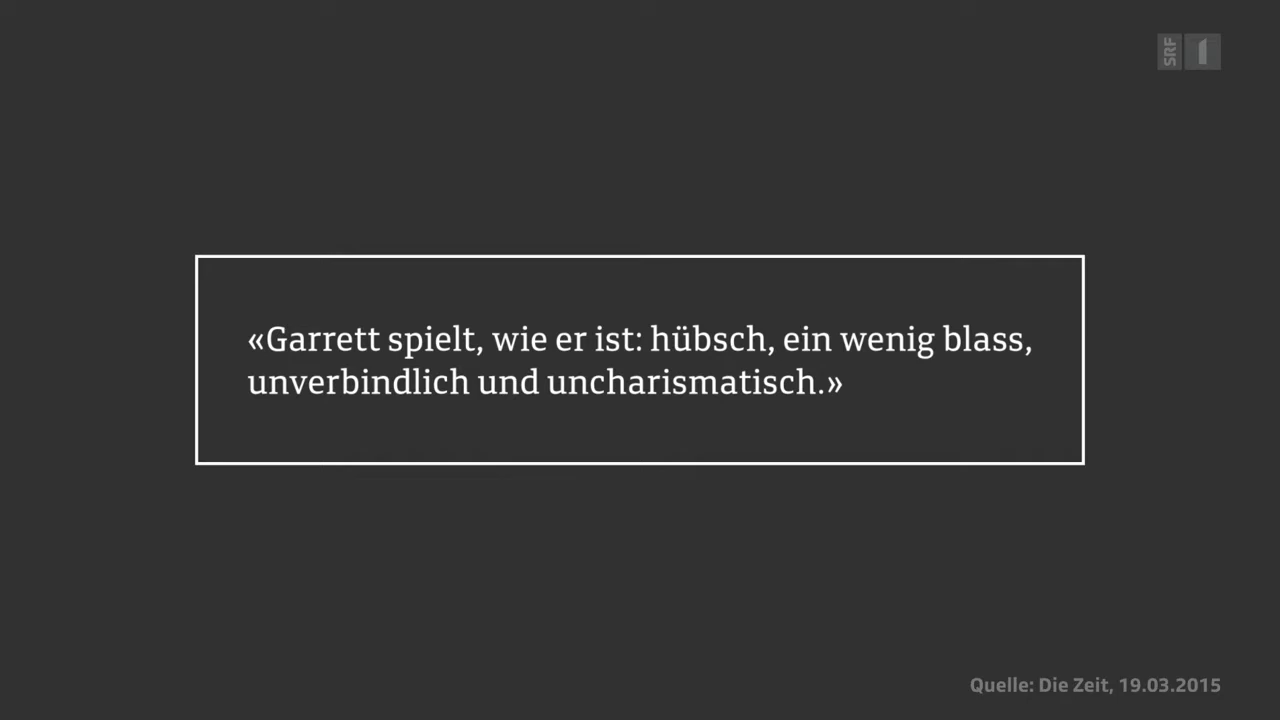 SRF 1
«Garrett spielt, wie er ist: hübsch, ein wenig blass,
unverbindlich und uncharismatisch.»
Quelle: Die Zeit, 19.03.2015